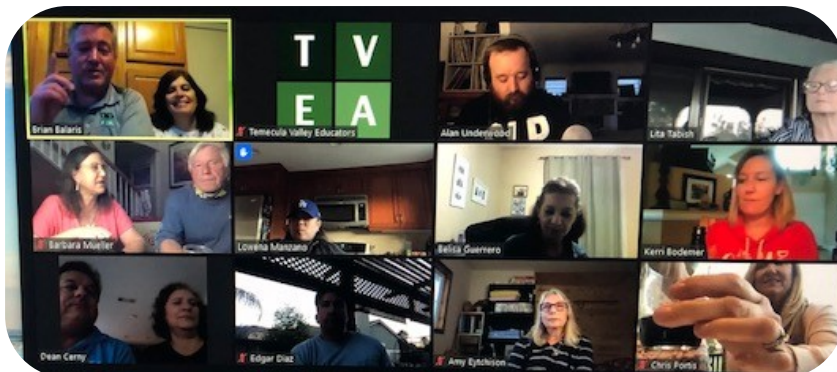 T V
E A
Brian Balaris
Temecula Valley Educators
Alan Underwood
Lita Tabish
Barbara Mueller
Lowena Manzano
Belisa Guerrero
Kerri Bodemer
Dean Cerny
Edgar Diaz
Amy Eytchison
Chris Portis